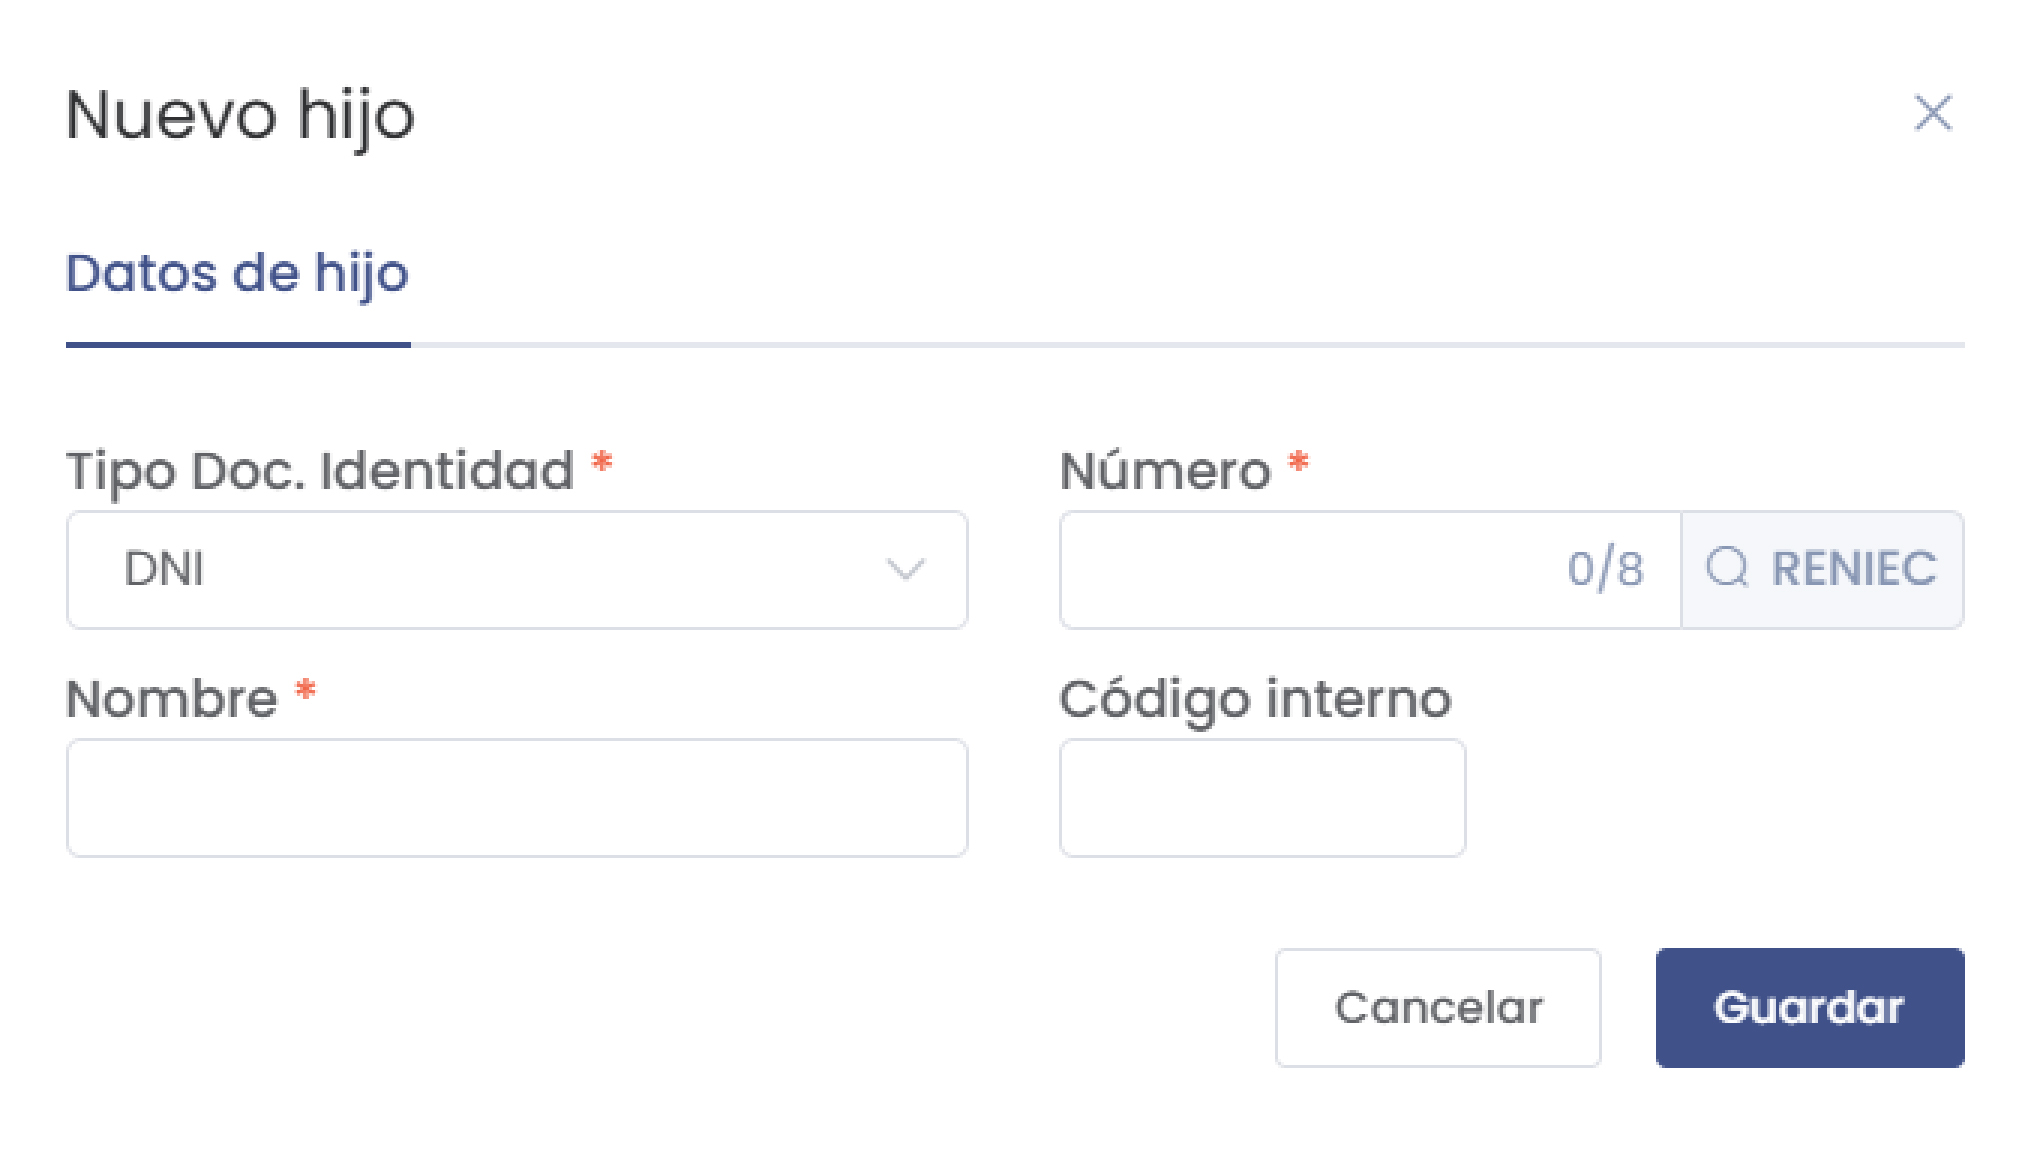 Nuevo hijo
Datos de hijo
Tipo Doc. Identidad *
Número *
DNI
0/8
RENIEC
Nombre *
Código interno
Cancelar
Guardar